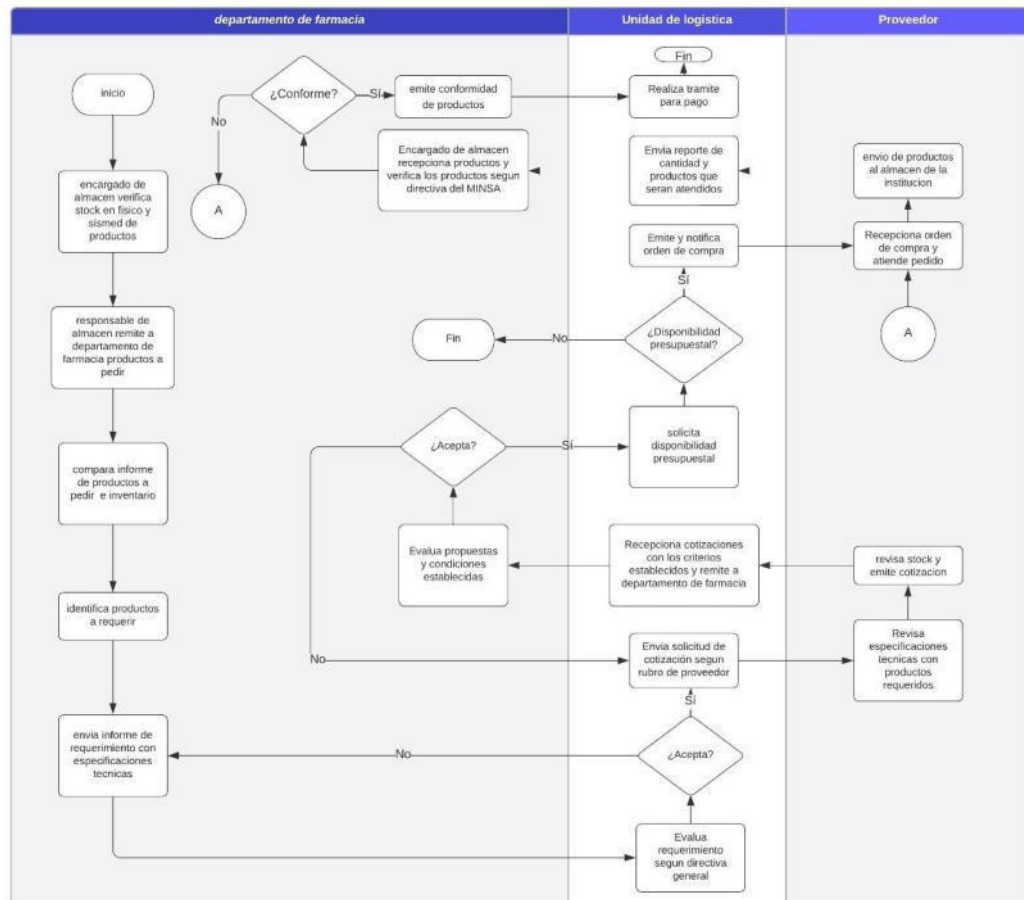 departamento de farmacia
Unidad de logística
Proveedor
inicio
encargado de
almacen verifica
stock en fisico y
sismed de
productos
responsable de
almacen remite a
departamento de
farmacia productos a
pedir
compara informe
de productos a
pedir e inventario
identifica productos
a requerir
envia informe de
requerimiento con
especificaciones
tecnicas
¿Conforme?
Sí
No
A
emite conformidad
de productos
Encargado de almacen
recepciona productos y
verifica los productos segun
directiva del MINSA
Fin
No
¿Acepta?
Sí
Evalua propuestas
y condiciones
establecidas
No
No
Fin
Realiza tramite
para pago
Envia reporte de
cantidad y
productos que
seran atendidos
Emite y notifica
orden de compra
Sí
¿Disponibilidad
presupuestal?
solicita
disponibilidad
presupuestal
Recepciona cotizaciones
con los criterios
establecidos y remite a
departamento de farmacia
Envia solicitud de
cotización segun
rubro de proveedor
Sí
¿Acepta?
Evalua
requerimiento
segun directiva
general
envio de productos
al almacen de la
institucion
Recepciona orden
de compra y
atiende pedido
A
revisa stock y
emite cotizacion
Revisa
especificaciones
tecnicas con
productos
requeridos